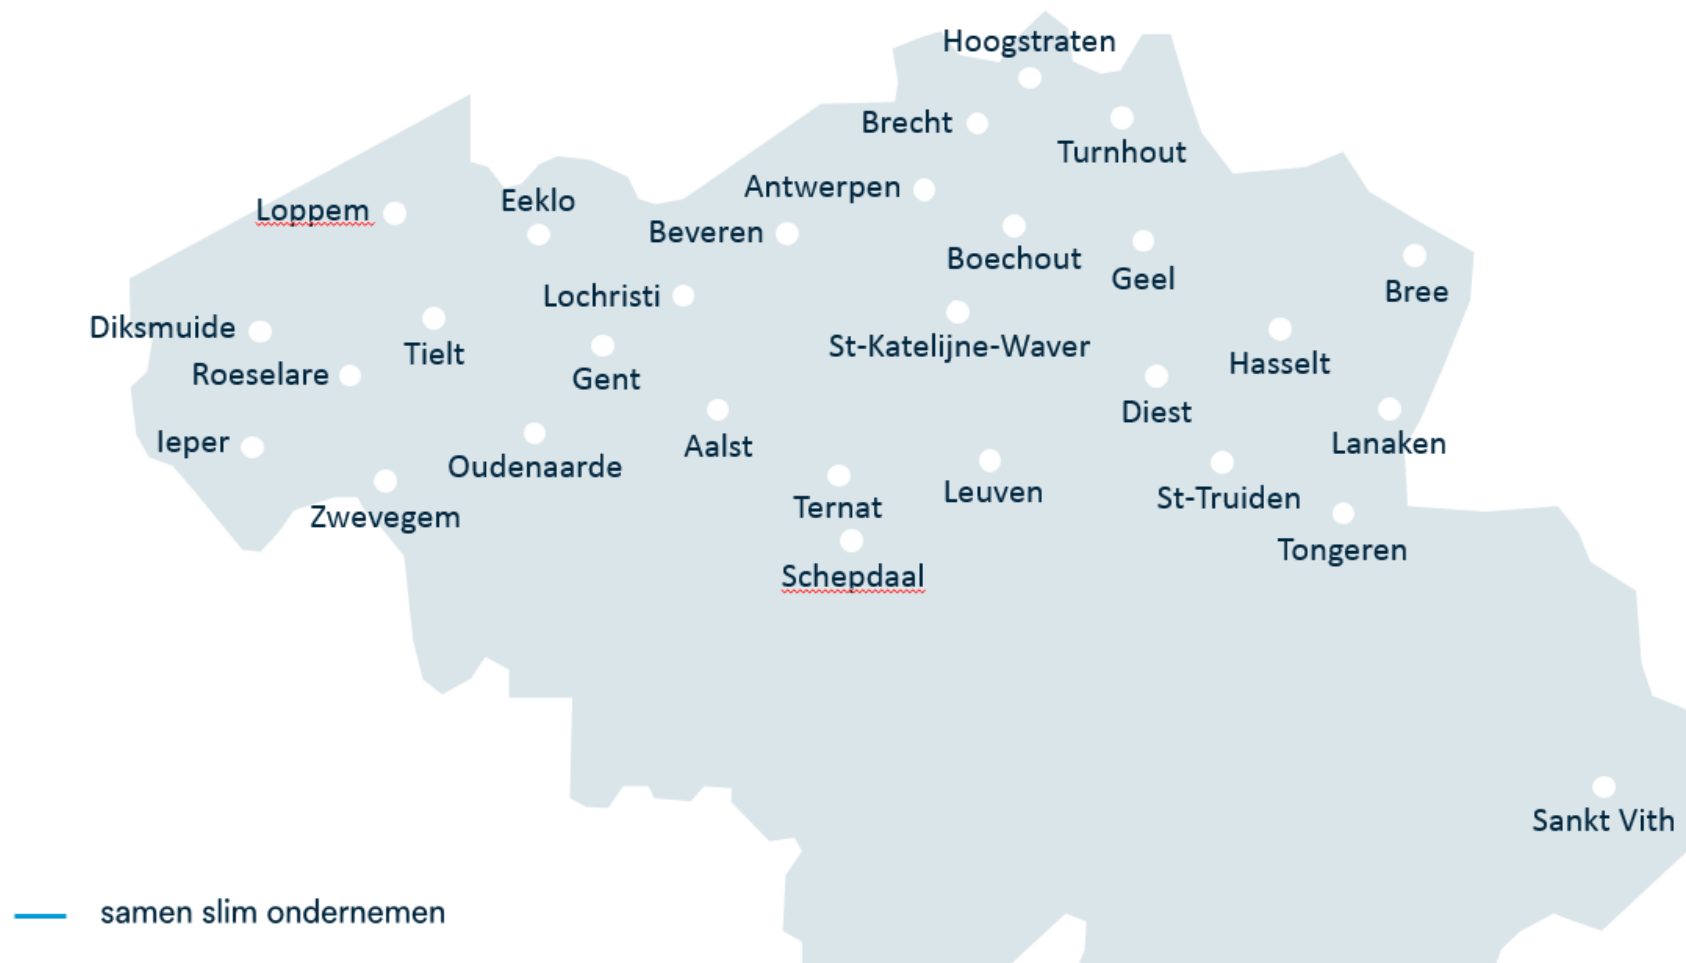 Hoogstraten
Brecht
Turnhout
Antwerpen
Eeklo
Loppem
Beveren
Boechout
Geel
Bree
Lochristi
Diksmuide
Tielt
St-Katelijne-Waver
Hasselt
Roeselare
Gent
Diest
Ieper
Aalst
Lanaken
Oudenaarde
Leuven
St-Truiden
Ternat
Zwevegem
Tongeren
Schepdaal
Sankt Vith
samen slim ondernemen